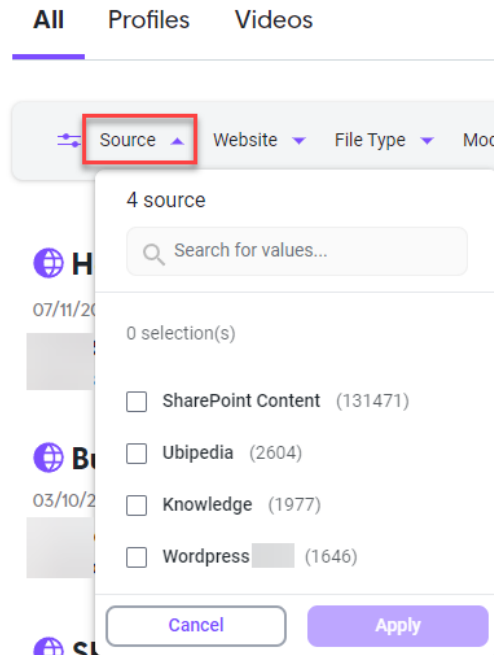 All Profiles Videos
Source Website File Type
4 source
Search for values...
H
07/11/20
0 selection(s)
SharePoint Content (131471)
Ubipedia (2604)
03/10/2
Knowledge (1977)
Wordpress (1646)
Cancel Apply